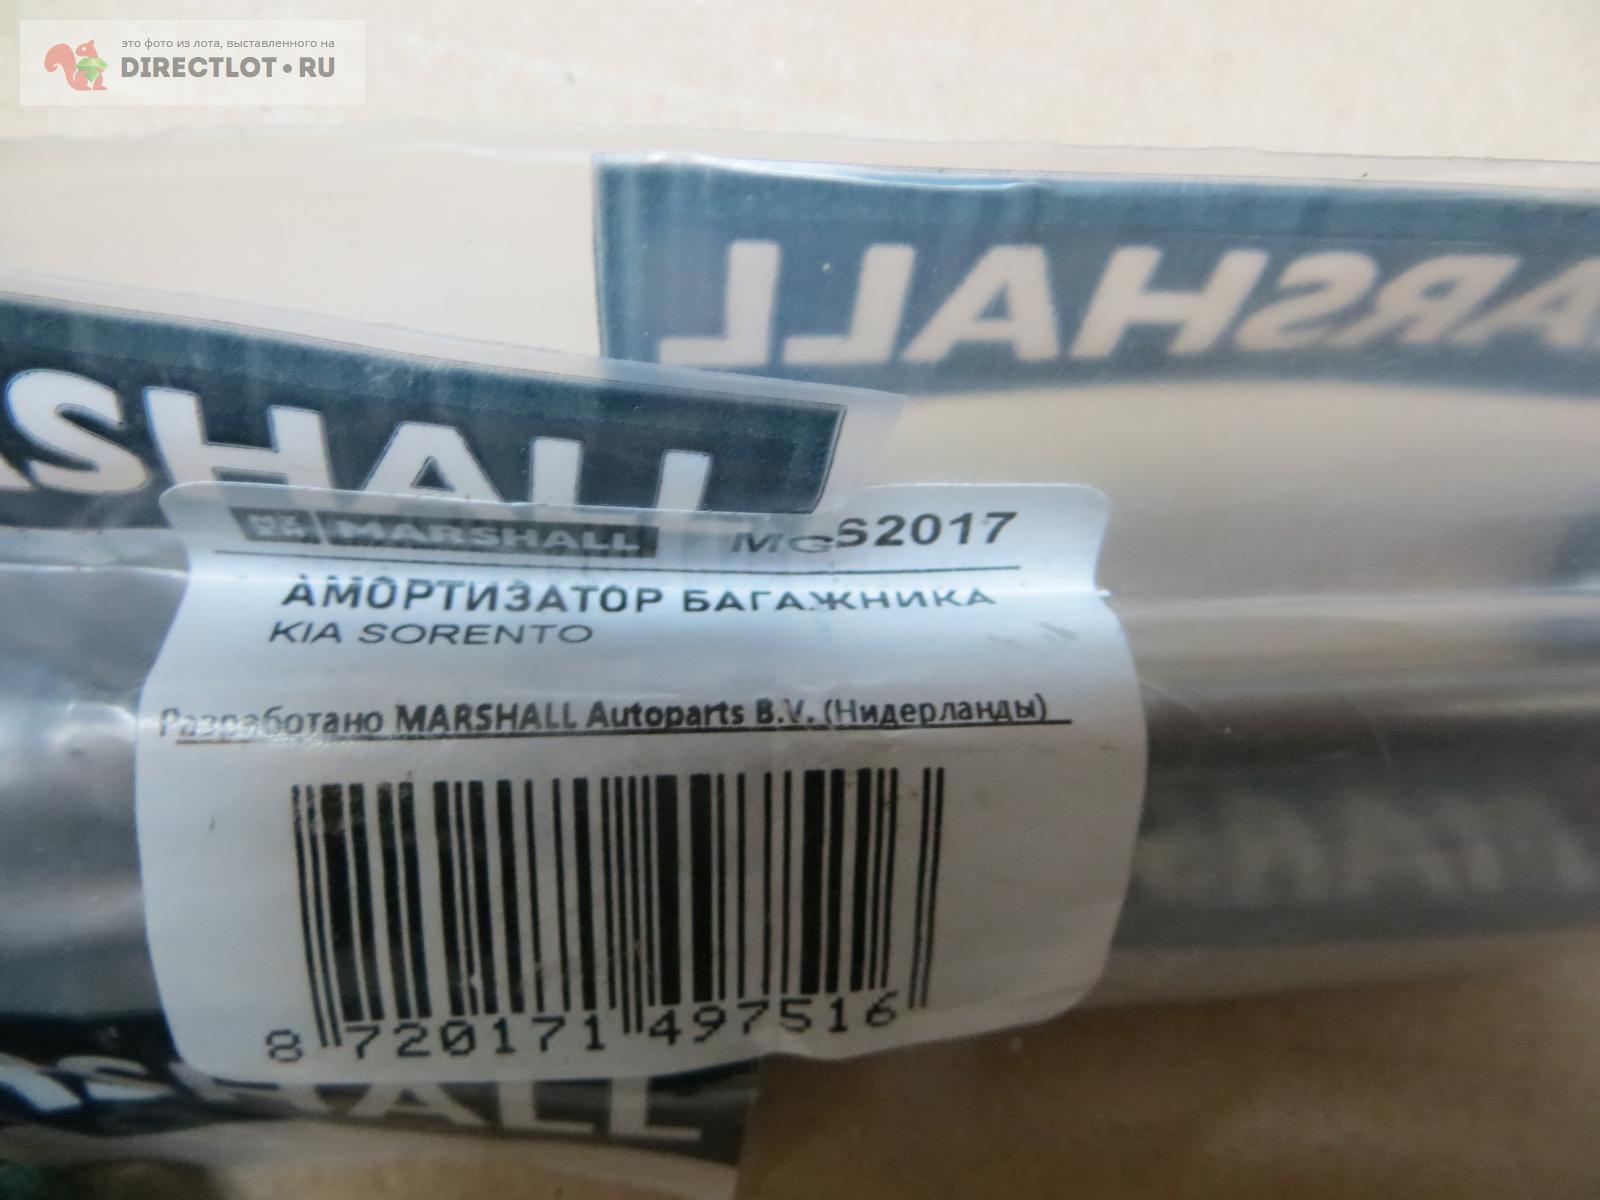 это фото из лота, выставленного на
DIRECTLOT.RU
MARSHALL
SHALL
MARSHALL MGS2017
АМОРТИЗАТОР БАГАЖНИКА
KIA SORENTO
Разработано MARSHALL Autoparts B.V. (Нидерланды)
8 720171 497516
SHALL